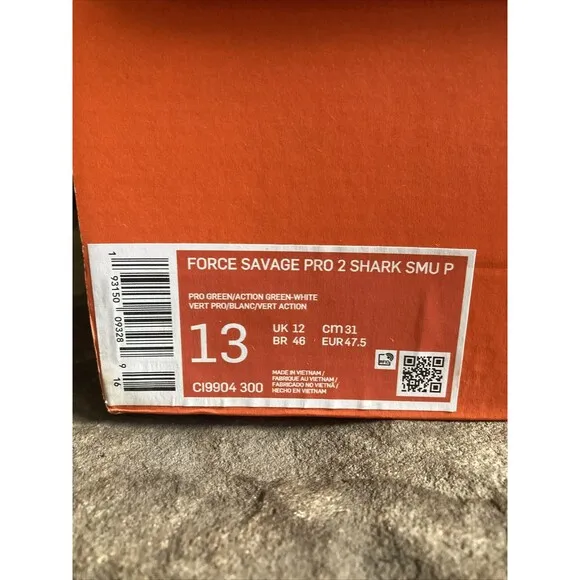 FORCE SAVAGE PRO 2 SHARK SMU P
PRO GREEN/ACTION GREEN-WHITE
VERT PRO/BLANC/VERT ACTION
13
UK 12 cm 31
BR 46 EUR 47.5
CI9904 300
MADE IN VIETNAM/
FABRIQUE AU VIETNAM/
FABRICADO NO VIETNÃ/
HECHO EN VIETNAM
1 93150 09328 9 16